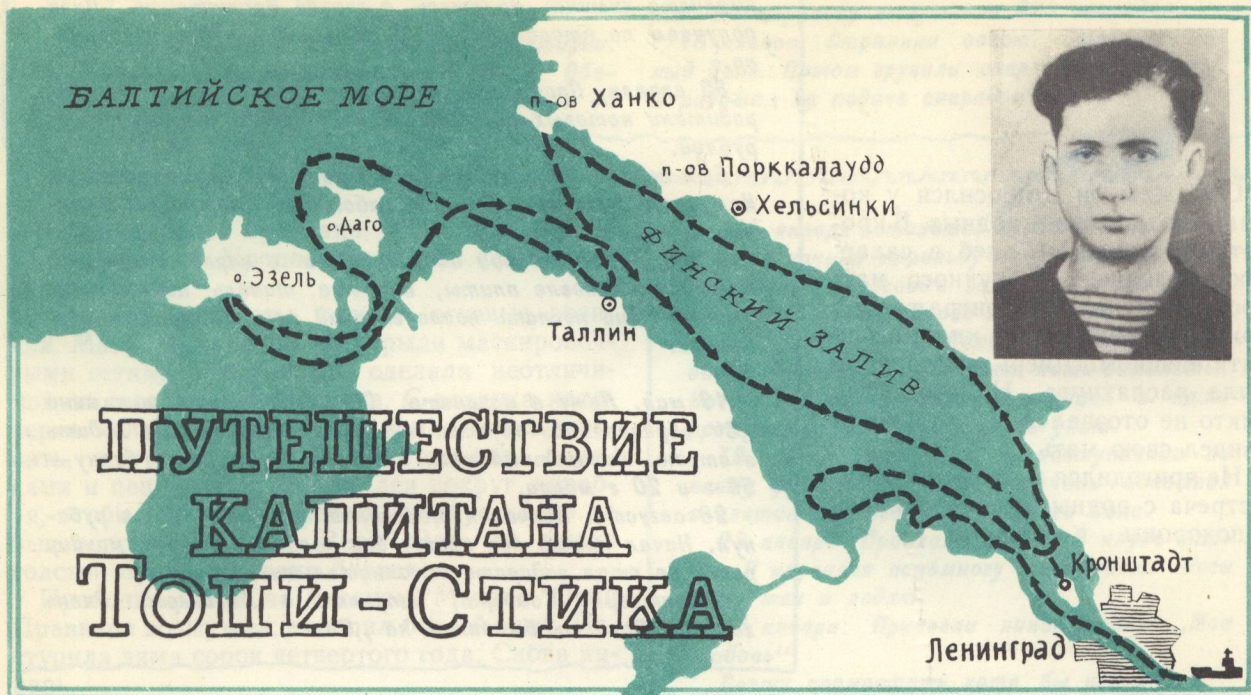 БАЛТИЙСКОЕ МОРЕ
п-ов Ханко
п-ов Порккалаудд
Хельсинки
о.Даго
о. Эзель
ФИНСКИЙ ЗАЛИВ
Таллин
ПУТЕШЕСТВИЕ
КАПИТАНА
ТОПИ-СТИКА
Кронштадт
Ленинград